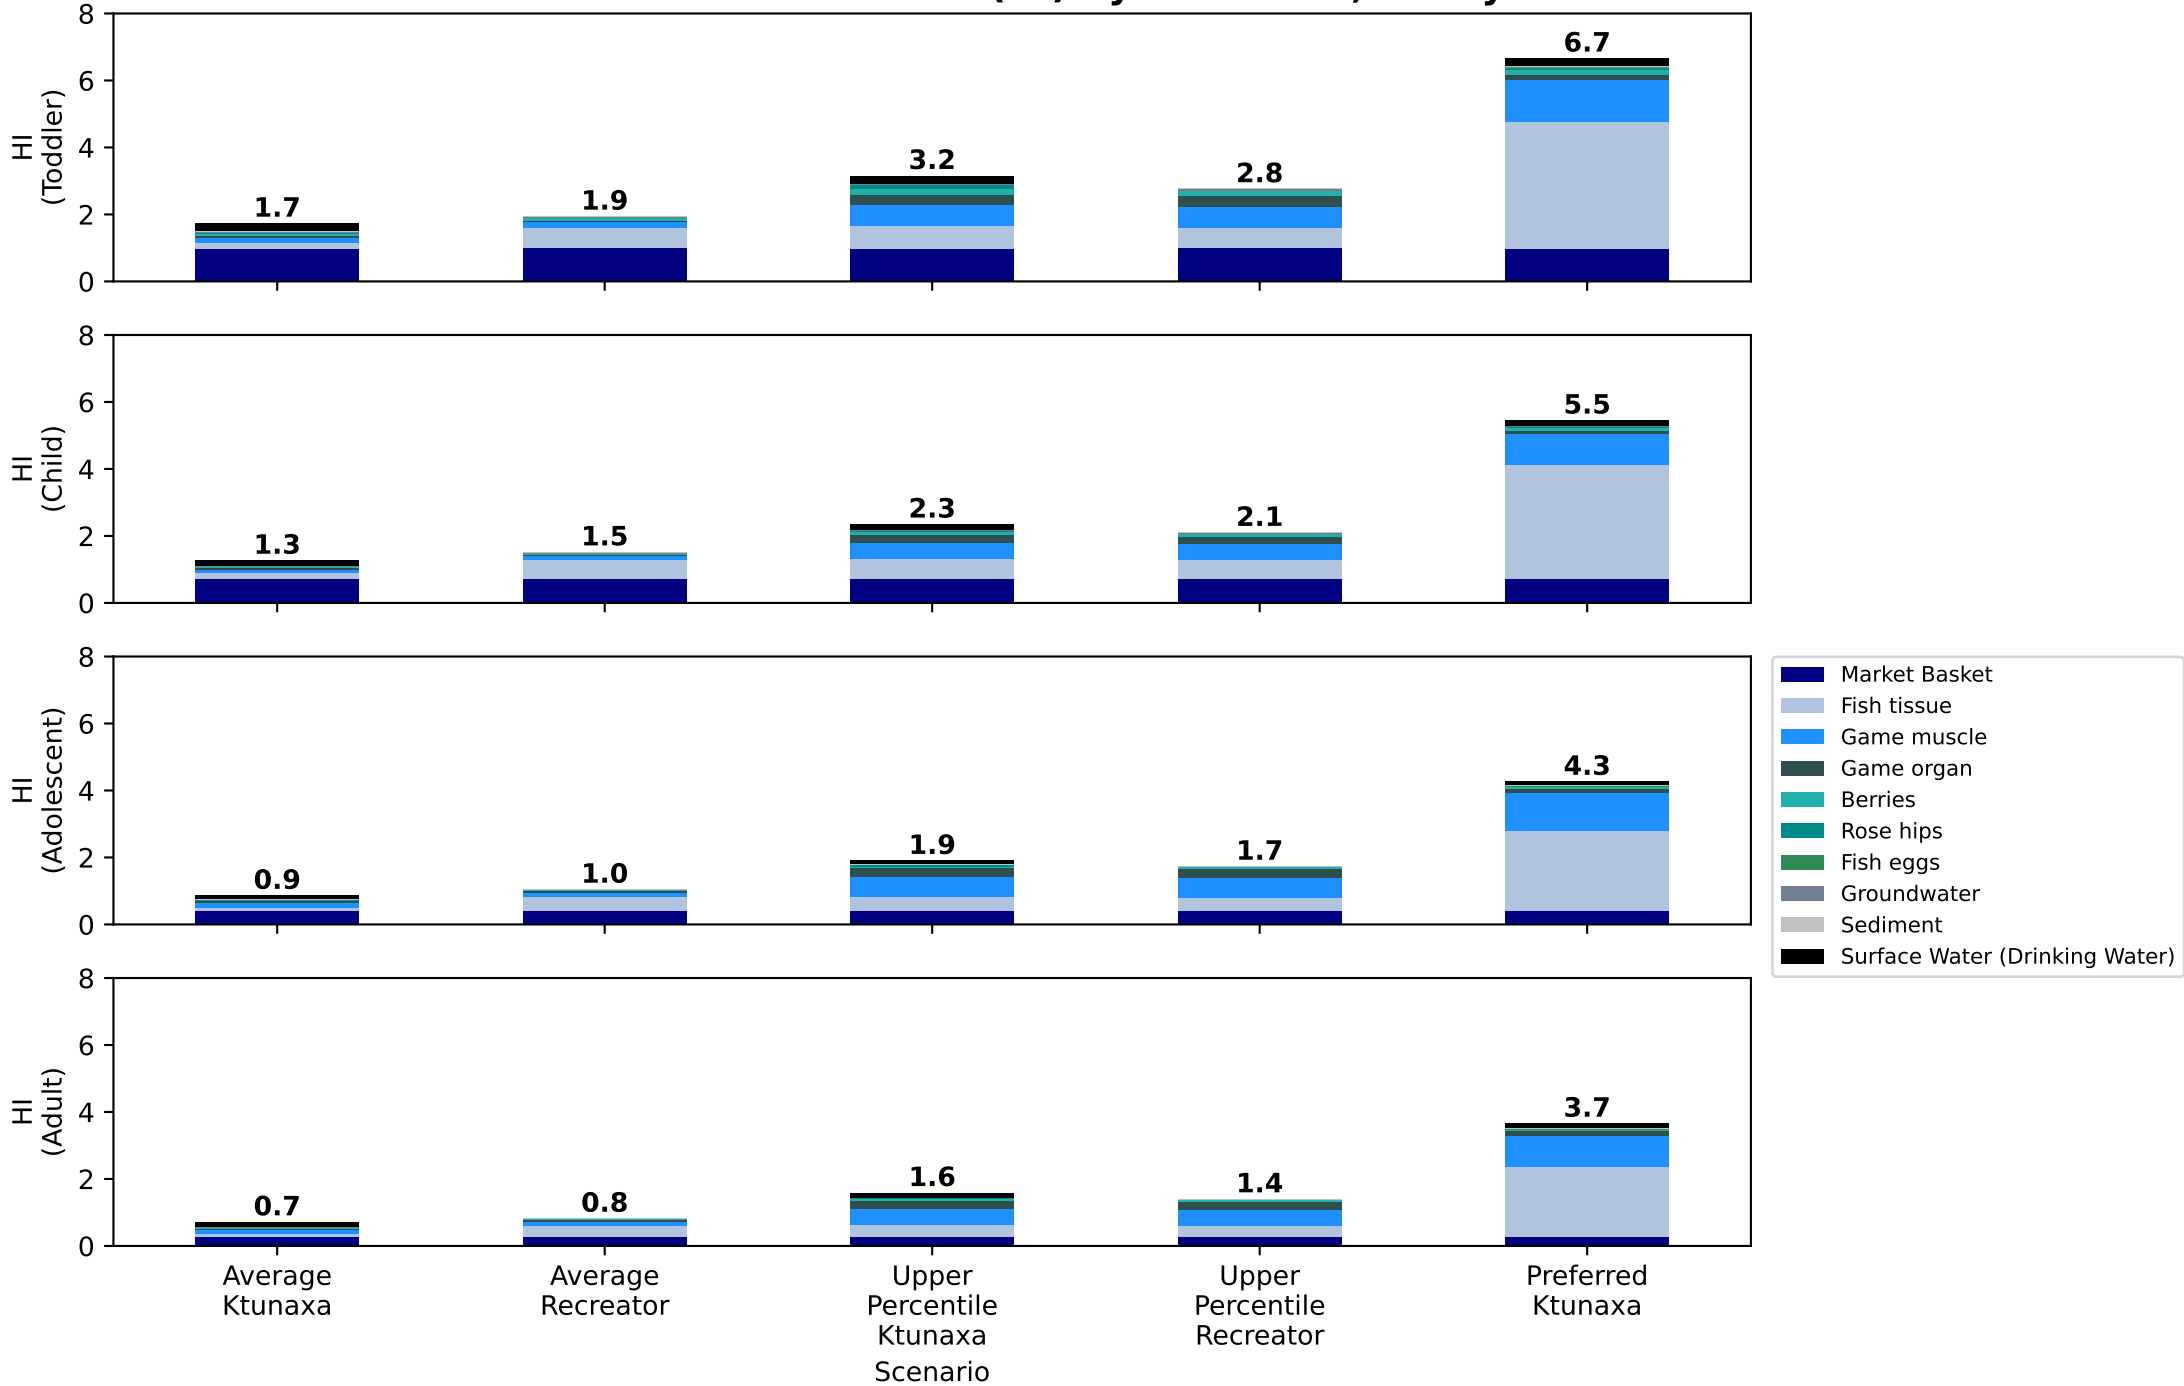 8
6
4
2
0
HI
(Toddler)
1.7
1.9
3.2
2.8
6.7
8
6
4
2
0
HI
(Child)
1.3
1.5
2.3
2.1
5.5
8
6
4
2
0
HI
(Adolescent)
0.9
1.0
1.9
1.7
4.3
Market Basket
Fish tissue
Game muscle
Game organ
Berries
Rose hips
Fish eggs
Groundwater
Sediment
Surface Water (Drinking Water)
8
6
4
2
0
HI
(Adult)
0.7
0.8
1.6
1.4
3.7
Average
Ktunaxa
Average
Recreator
Upper
Percentile
Ktunaxa
Upper
Percentile
Recreator
Preferred
Ktunaxa
Scenario